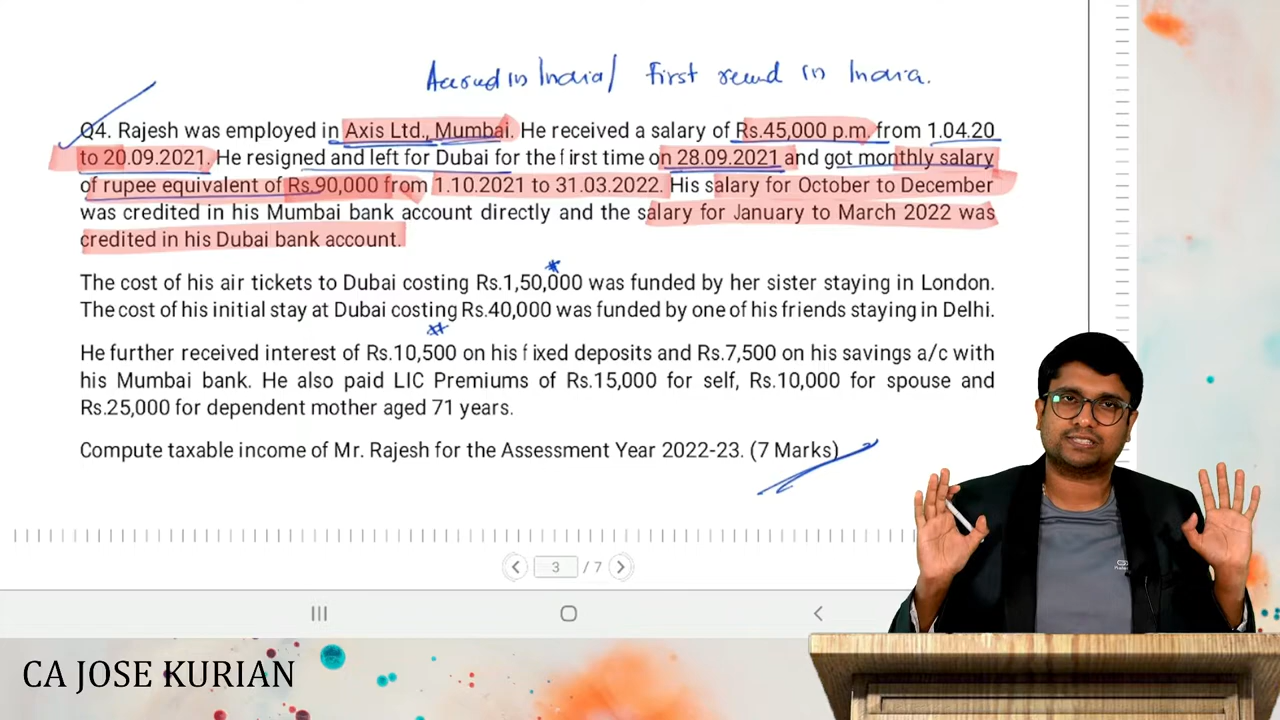 Accrued in India / First received in India.
Q4. Rajesh was employed in Axis Ltd., Mumbai. He received a salary of Rs.45,000 p.m. from 1.04.20
to 20.09.2021. He resigned and left for Dubai for the first time on 23.09.2021 and got monthly salary
of rupee equivalent of Rs.90,000 from 1.10.2021 to 31.03.2022. His salary for October to December
was credited in his Mumbai bank account directly and the salary for January to March 2022 was
credited in his Dubai bank account.
The cost of his air tickets to Dubai costing Rs.1,50,000 was funded by her sister staying in London.
The cost of his initial stay at Dubai costing Rs.40,000 was funded by one of his friends staying in Delhi.
He further received interest of Rs.10,500 on his fixed deposits and Rs.7,500 on his savings a/c with
his Mumbai bank. He also paid LIC Premiums of Rs.15,000 for self, Rs.10,000 for spouse and
Rs.25,000 for dependent mother aged 71 years.
Compute taxable income of Mr. Rajesh for the Assessment Year 2022-23. (7 Marks)
3 / 7
CA JOSE KURIAN